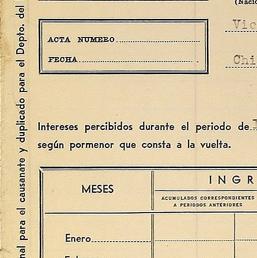 (Nacio
Vic
ACTA NUMERO
FECHA
Chi
Intereses percibidos durante el periodo de
según pormenor que consta a la vuelta.
MESES
INGR
ACUMULADOS CORRESPONDIENTES
A PERIODOS ANTERIORES
Enero
nal para el causante y duplicado para el Depto. del